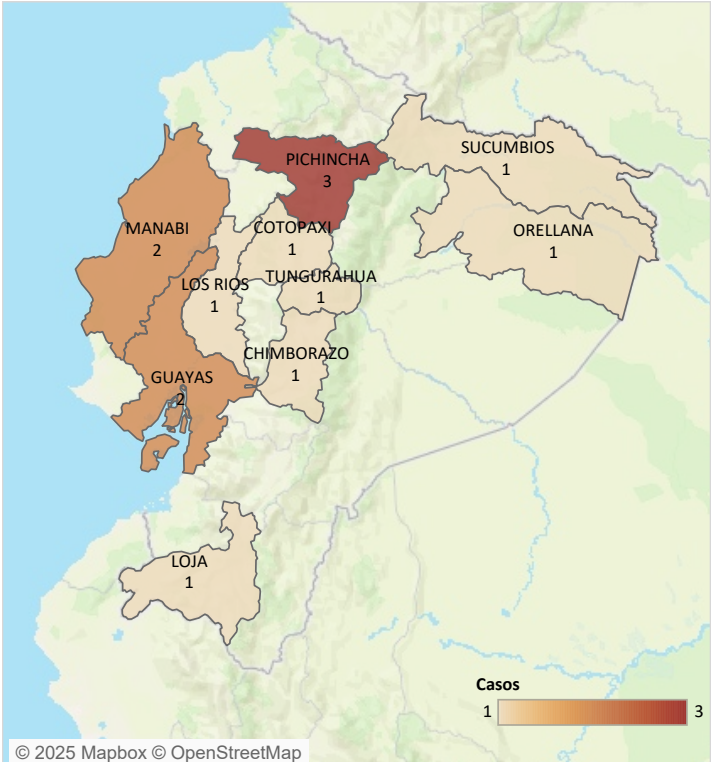 PICHINCHA
3
SUCUMBIOS
1
MANABI
2
COTOPAXI
1
ORELLANA
1
LOS RIOS
1
TUNGURAHUA
1
CHIMBORAZO
1
GUAYAS
2
LOJA
1
Casos
1 3
© 2025 Mapbox © OpenStreetMap